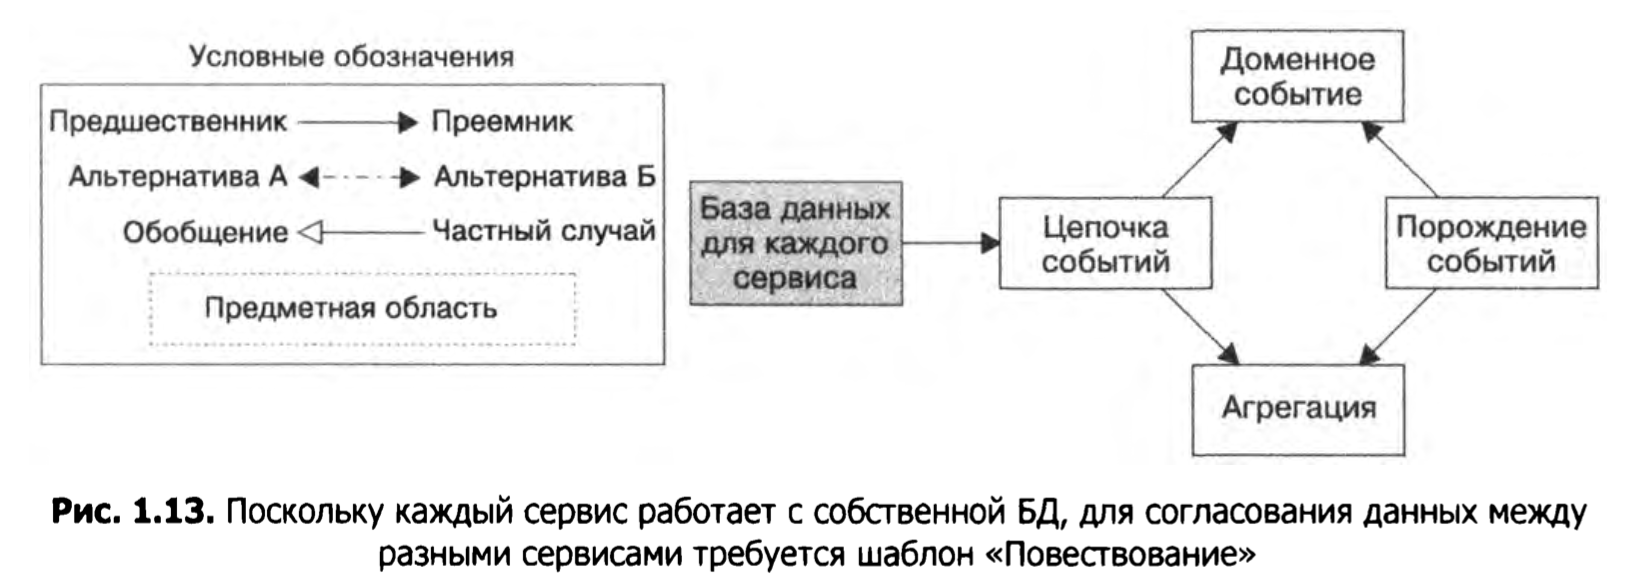 Условные обозначения
Предшественник Преемник
Альтернатива А Альтернатива Б
Обобщение Частный случай
Предметная область
База данных
для каждого
сервиса
Доменное
событие
Цепочка
событий
Порождение
событий
Агрегация
Рис. 1.13. Поскольку каждый сервис работает с собственной БД, для согласования данных между
разными сервисами требуется шаблон «Повествование»